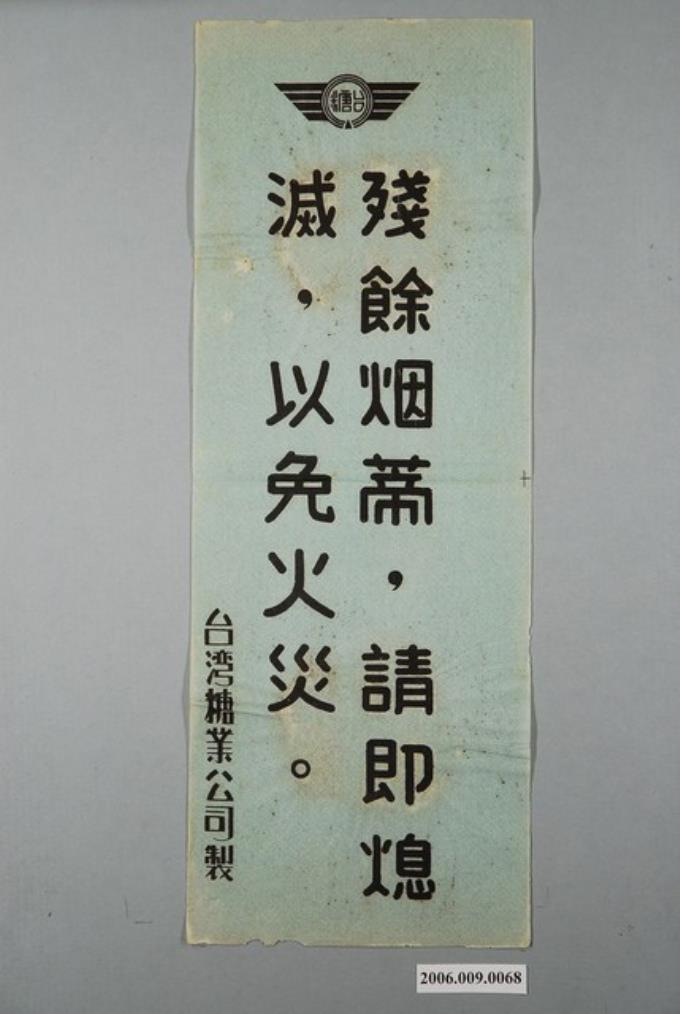 台糖
殘餘烟蒂，請即熄
滅，以免火災。
台湾糖業公司製
2006.009.0068